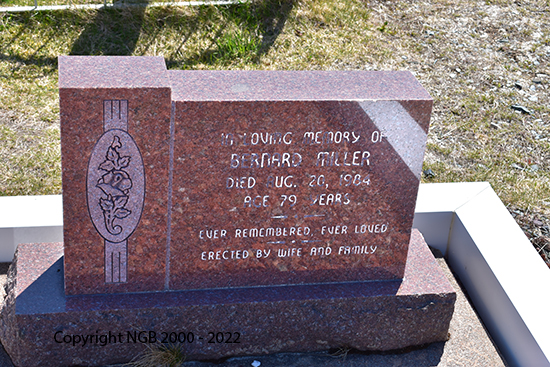 IN LOVING MEMORY OF
BERNARD MILLER
DIED AUG. 26, 1984
AGE 79 YEARS
EVER REMEMBERED, EVER LOVED
ERECTED BY WIFE AND FAMILY
Copyright NGB 2000 - 2022